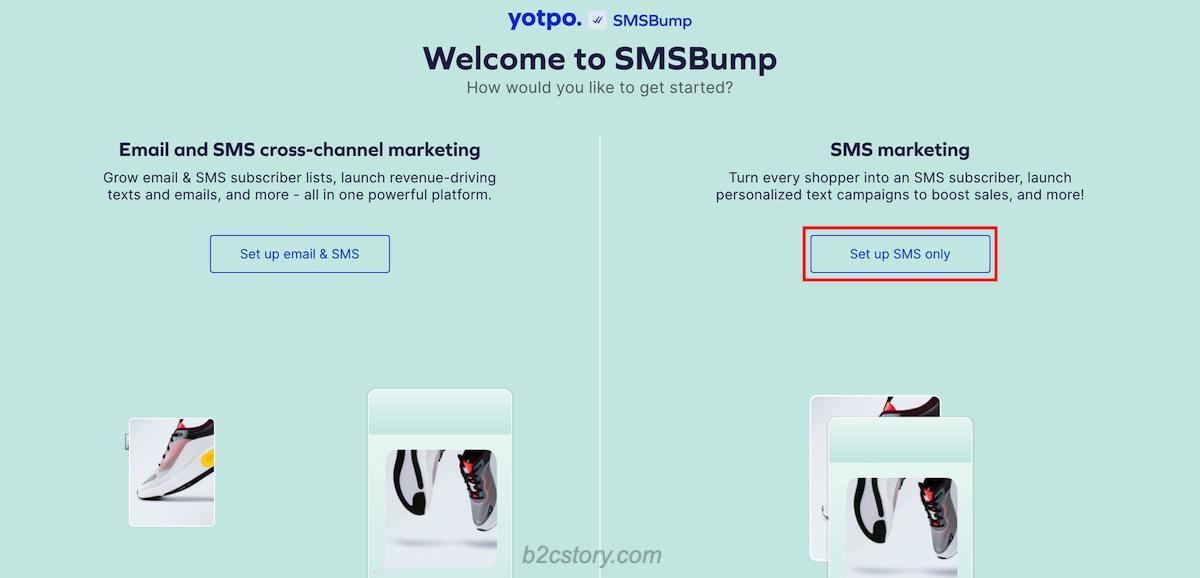 yotpo. SMSBump
Welcome to SMSBump
How would you like to get started?
Email and SMS cross-channel marketing
Grow email & SMS subscriber lists, launch revenue-driving
texts and emails, and more - all in one powerful platform.
Set up email & SMS
SMS marketing
Turn every shopper into an SMS subscriber, launch
personalized text campaigns to boost sales, and more!
Set up SMS only
b2cstory.com